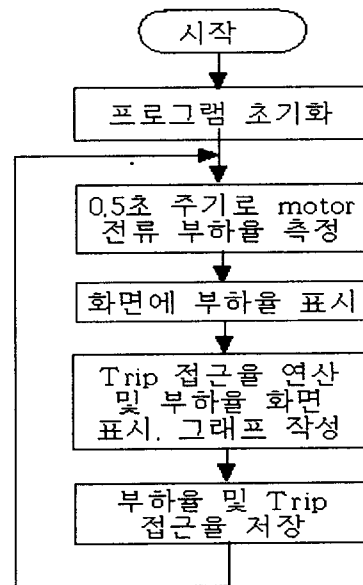 시작
프로그램 초기화
0.5초 주기로 motor
전류 부하율 측정
화면에 부하율 표시
Trip 접근율 연산
및 부하율 화면
표시. 그래프 작성
부하율 및 Trip
접근율 저장